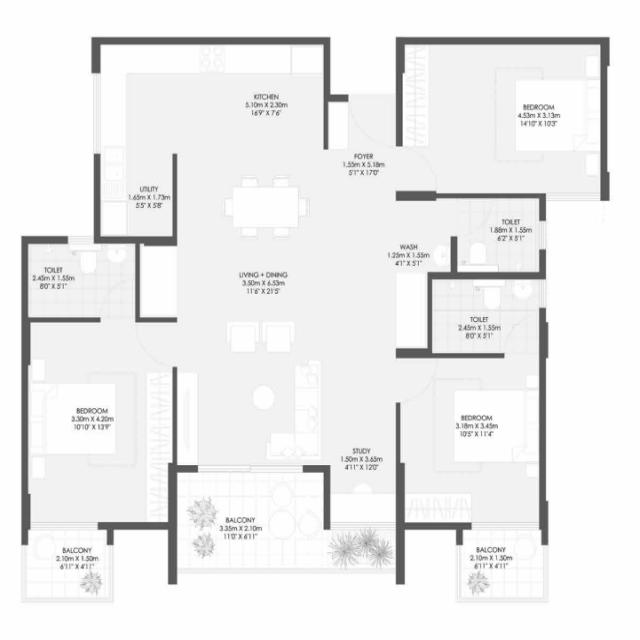 KITCHEN
5.10m X 2.30m
16'9" X 7'6"
BEDROOM
4.53m X 3.13m
14'10" X 10'3"
FOYER
1.55m X 5.18m
5'1" X 17'0"
UTILITY
1.65m X 1.73m
5'5" X 5'8"
TOILET
1.88m X 1.55m
6'2" X 5'1"
WASH
1.25m X 1.55m
4'1" X 5'1"
TOILET
2.45m X 1.55m
8'0" X 5'1"
LIVING + DINING
3.50m X 6.53m
11'6" X 21'5"
TOILET
2.45m X 1.55m
8'0" X 5'1"
BEDROOM
3.30m X 4.20m
10'10" X 13'9"
BEDROOM
3.18m X 3.45m
10'5" X 11'4"
STUDY
1.50m X 3.65m
4'11" X 12'0"
BALCONY
3.35m X 2.10m
11'0" X 6'11"
BALCONY
2.10m X 1.50m
6'11" X 4'11"
BALCONY
2.10m X 1.50m
6'11" X 4'11"